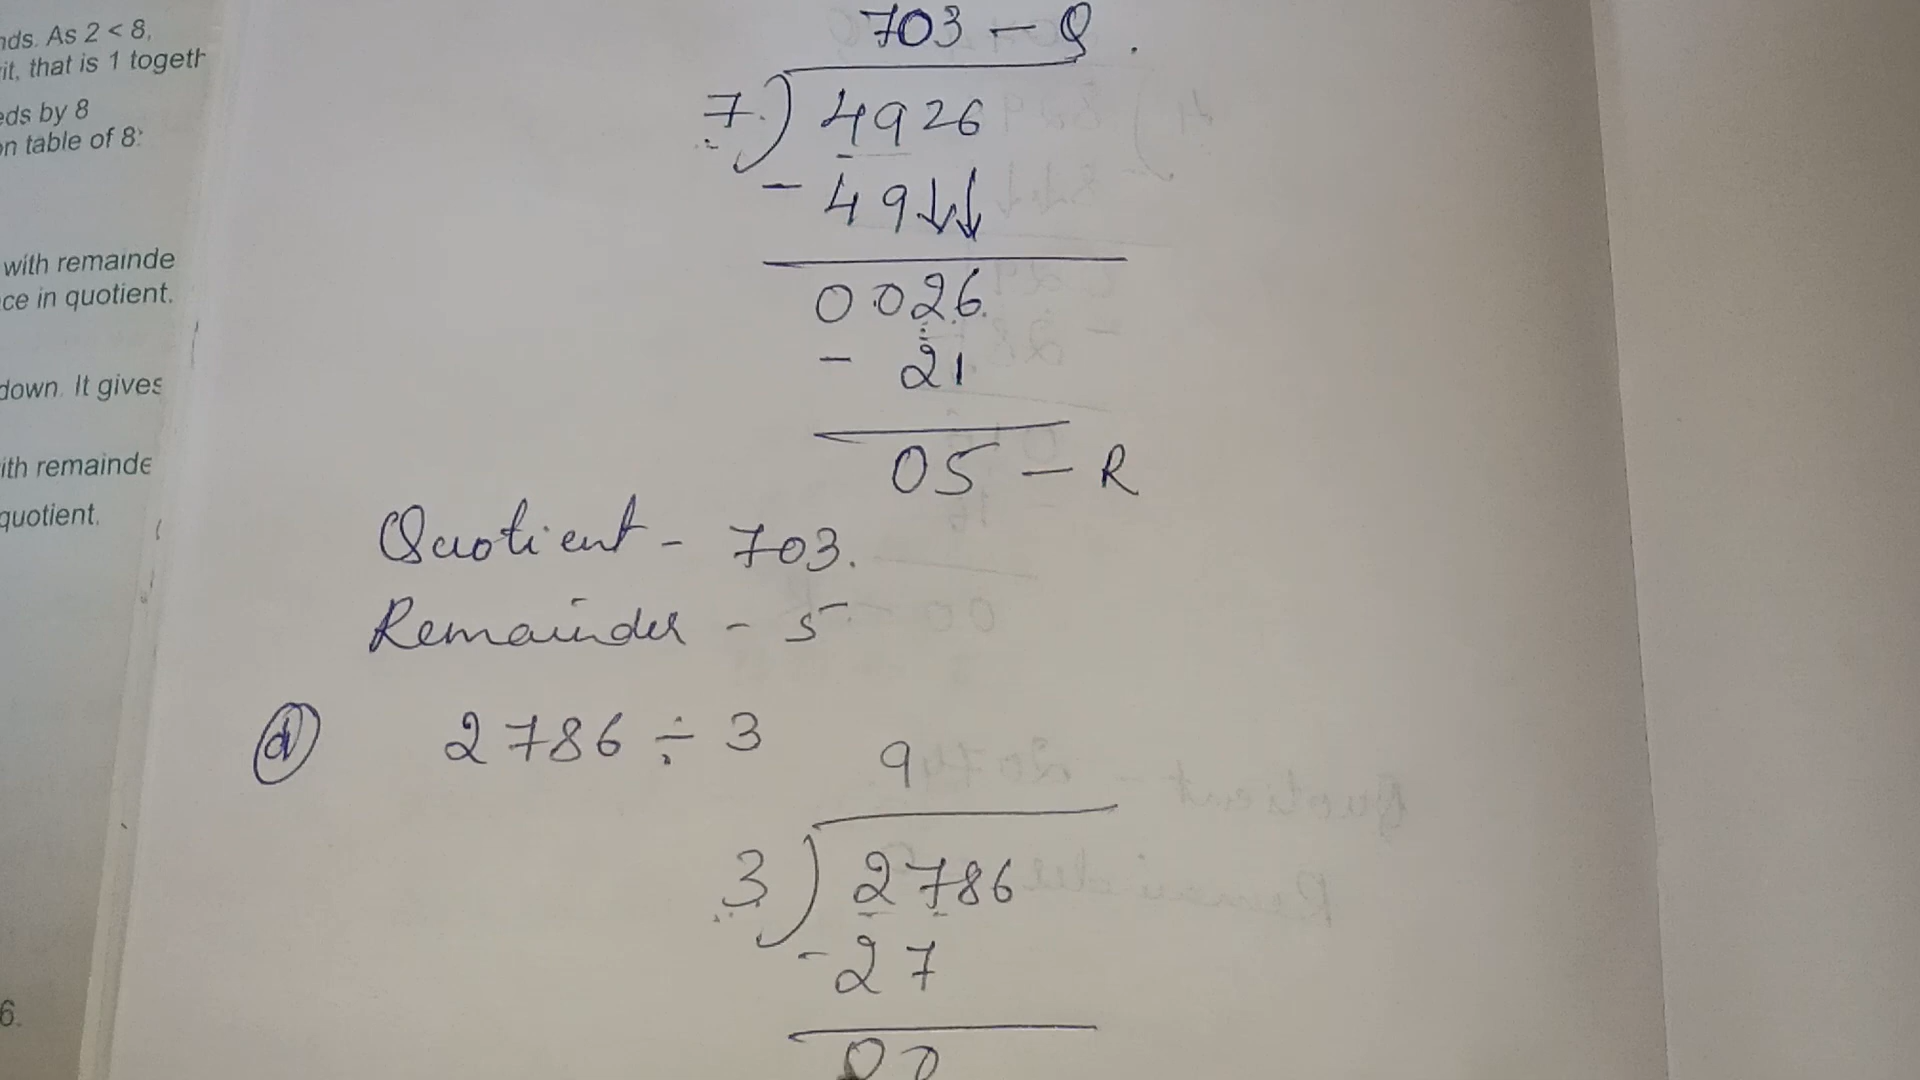 nds. As 2 < 8,
it, that is 1 togeth
eds by 8
on table of 8:
with remainde
ce in quotient.
down. It gives
ith remainde
quotient.
6.
703 - Q.
7) 4926
- 49↓↓
0026
- 21
05 - R
Quotient - 703.
Remainder - 5
(d) 2786 ÷ 3
9
3) 2786
- 27
00